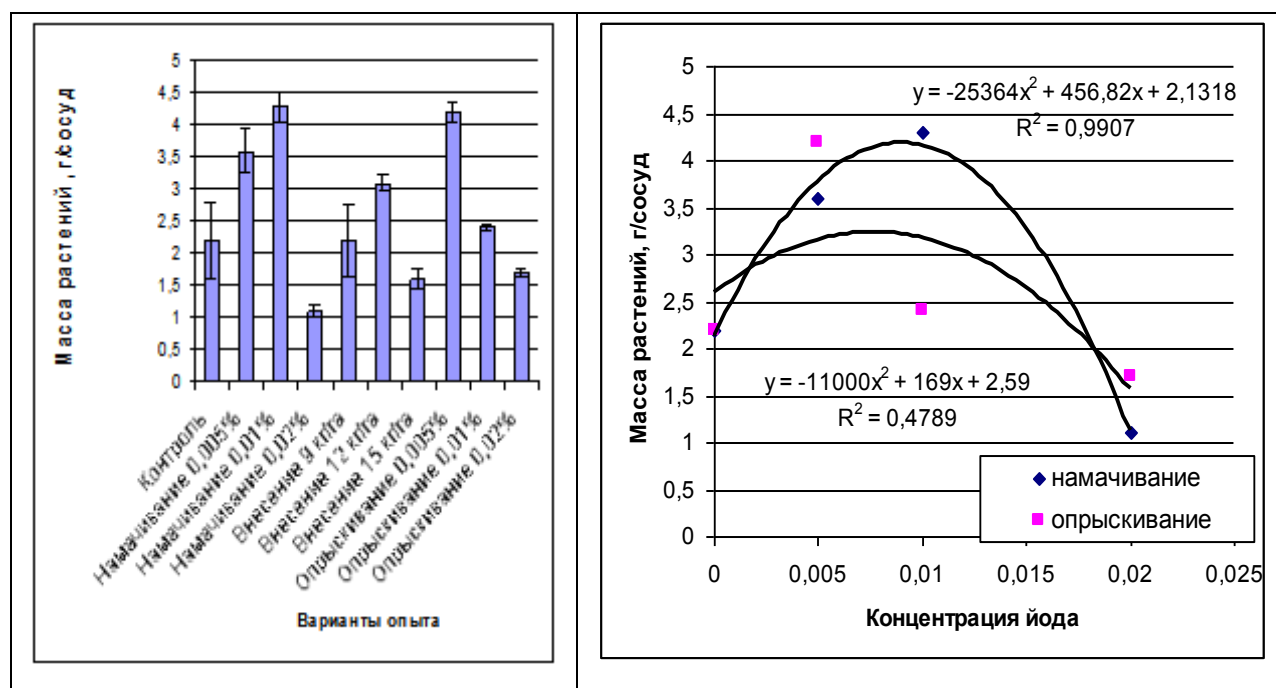 Масса растений, г/сосуд
5
4,5
4
3,5
3
2,5
2
1,5
1
0,5
0
Контроль
Намачивание 0,005%
Намачивание 0,01%
Намачивание 0,02%
Внесание 9 кг/га
Внесание 12 кг/га
Внесание 15 кг/га
Опрыскивание 0,005%
Опрыскивание 0,01%
Опрыскивание 0,02%
Варианты опыта
Масса растений, г/сосуд
5
4,5
4
3,5
3
2,5
2
1,5
1
0,5
0
y = -25364x² + 456,82x + 2,1318
R² = 0,9907
y = -11000x² + 169x + 2,59
R² = 0,4789
намачивание
опрыскивание
0 0,005 0,01 0,015 0,02 0,025
Концентрация йода